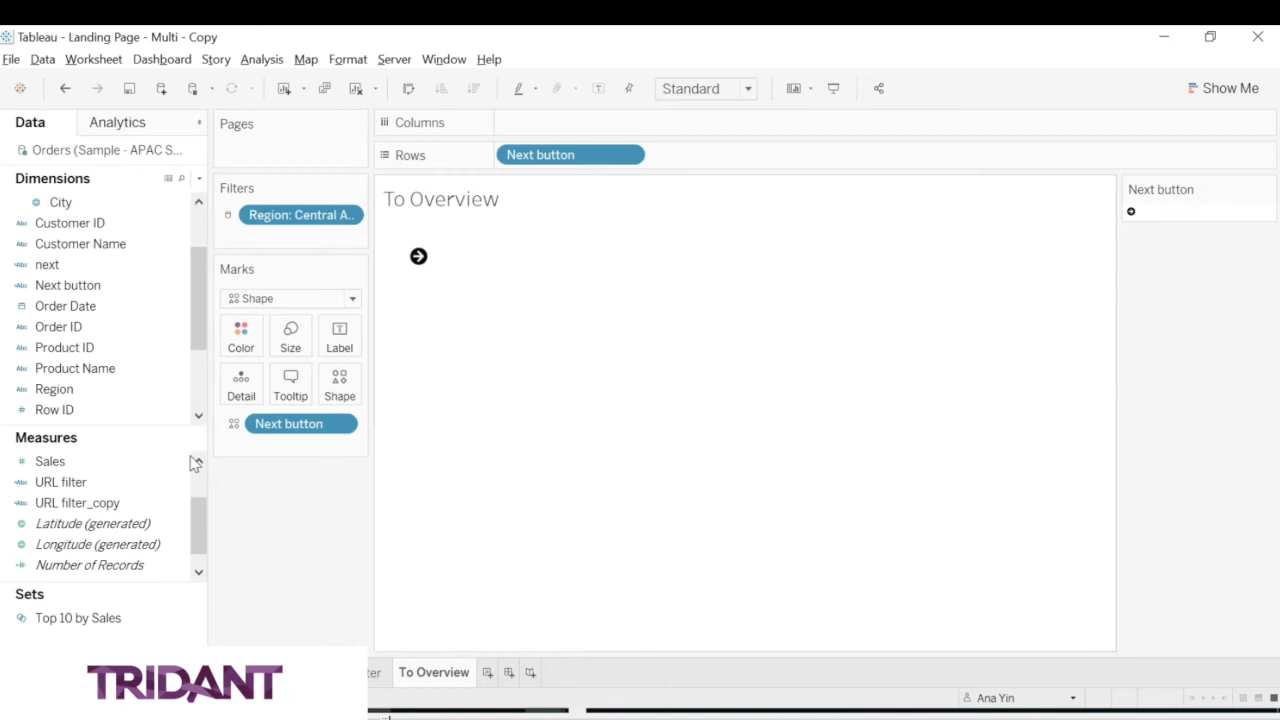 Tableau - Landing Page - Multi - Copy
File Data Worksheet Dashboard Story Analysis Map Format Server Window Help
Standard
Show Me
Data Analytics
Orders (Sample - APAC S...
Dimensions
City
Customer ID
Customer Name
next
Next button
Order Date
Order ID
Product ID
Product Name
Region
Row ID
Measures
Sales
URL filter
URL filter_copy
Latitude (generated)
Longitude (generated)
Number of Records
Sets
Top 10 by Sales
Pages
Filters
Region: Central A..
Marks
Shape
Color Size Label
Detail Tooltip Shape
Next button
Columns
Rows Next button
To Overview
Next button
ter To Overview
Ana Yin
TRIDANT